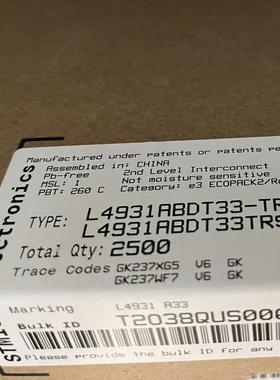 Manufactured under patents or patents pe
Assembled in: CHINA
Pb-free 2nd Level Interconnect
MSL: 1 Not moisture sensitive
PBT: 260 C Category: e3 ECOPACK2/Ro
TYPE: L4931ABDT33-TR
L4931ABDT33TRS
Total Qty: 2500
Trace Codes GK237XG5 V6 GK
GK237WF7 V6 GK
Marking L4931 A33
Bulk ID T2038QUS000
Please provide the bulk ID for any